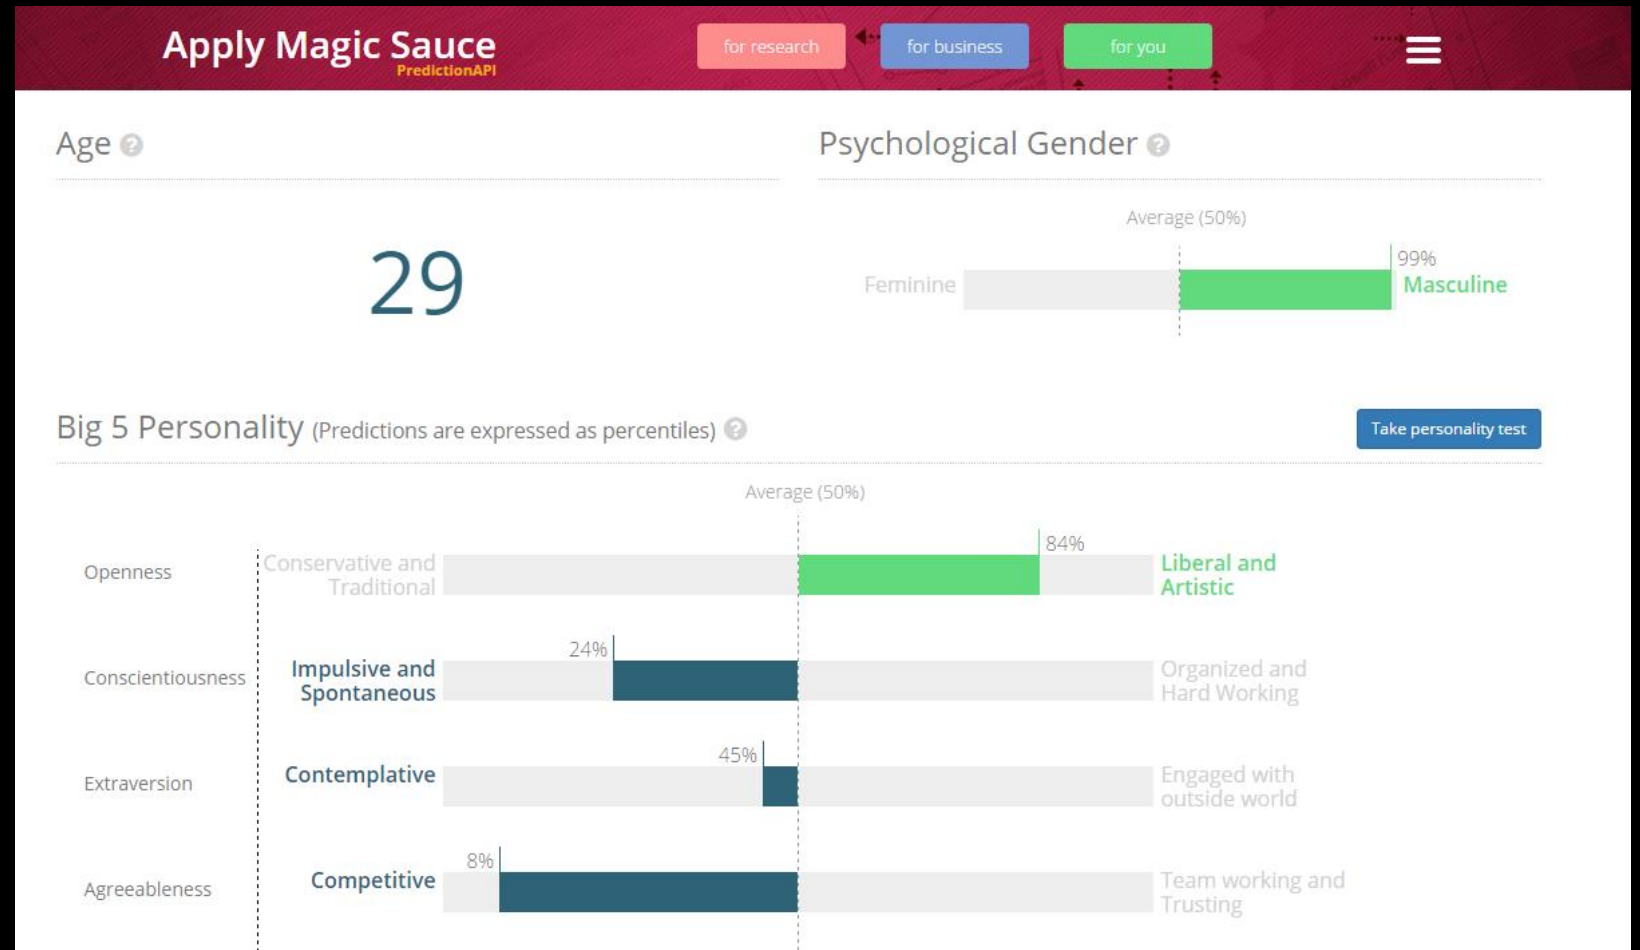 Apply Magic Sauce
PredictionAPI
for research
for business
for you
Age ?
Psychological Gender ?
29
Average (50%)
99%
Feminine
Masculine
Big 5 Personality (Predictions are expressed as percentiles) ?
Take personality test
Average (50%)
84%
Openness
Conservative and
Traditional
Liberal and
Artistic
24%
Conscientiousness
Impulsive and
Spontaneous
Organized and
Hard Working
45%
Extraversion
Contemplative
Engaged with
outside world
8%
Agreeableness
Competitive
Team working and
Trusting